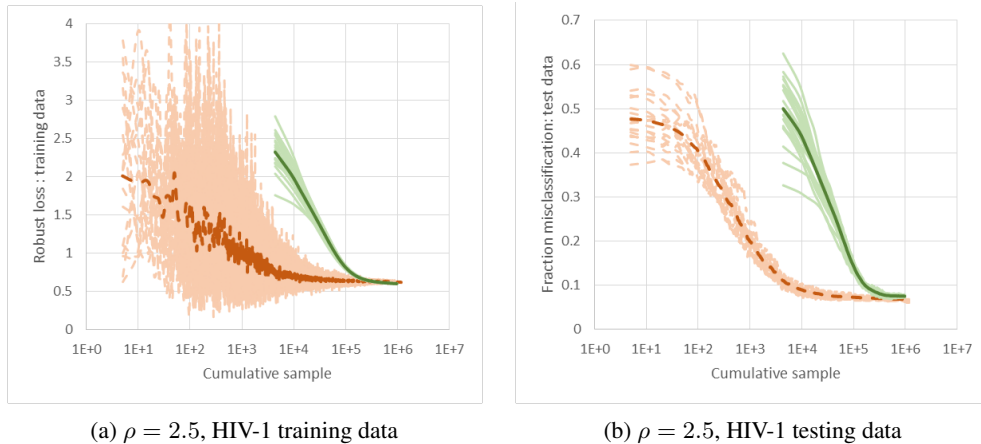 Robust loss : training data
4
3.5
3
2.5
2
1.5
1
0.5
0
1E+0 1E+1 1E+2 1E+3 1E+4 1E+5 1E+6 1E+7
Cumulative sample
(a) ρ = 2.5, HIV-1 training data
Fraction misclassification: test data
0.7
0.6
0.5
0.4
0.3
0.2
0.1
0
1E+0 1E+1 1E+2 1E+3 1E+4 1E+5 1E+6 1E+7
Cumulative sample
(b) ρ = 2.5, HIV-1 testing data